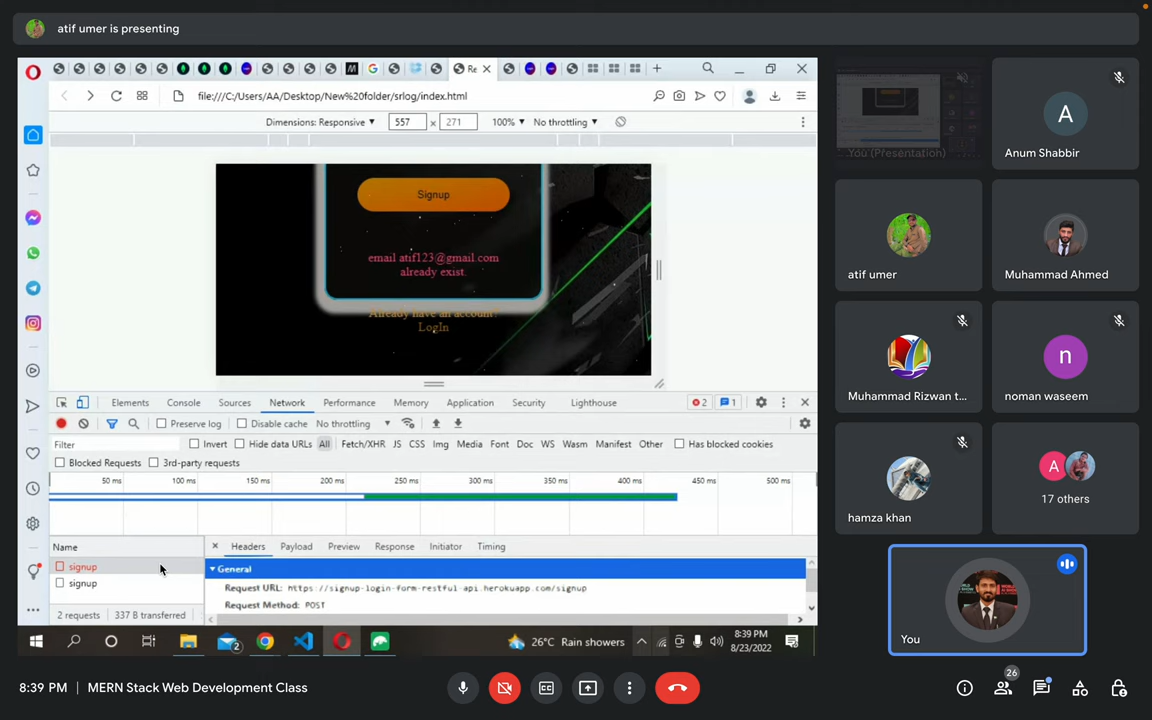 atif umer is presenting
Re
file:///C:/Users/AA/Desktop/New%20folder/srlog/index.html
Dimensions: Responsive 557 × 271 100% No throttling
Signup
email atif123@gmail.com
already exist.
Already have an account?
LogIn
Elements Console Sources Network Performance Memory Application Security Lighthouse 2 1
Preserve log Disable cache No throttling
Filter Invert Hide data URLs All Fetch/XHR JS CSS Img Media Font Doc WS Wasm Manifest Other Has blocked cookies
Blocked Requests 3rd-party requests
50 ms 100 ms 150 ms 200 ms 250 ms 300 ms 350 ms 400 ms 450 ms 500 ms
Name
signup
signup
2 requests 337 B transferred
Headers Payload Preview Response Initiator Timing
General
Request URL: https://signup-login-form-restful-api.herokuapp.com/signup
Request Method: POST
2 26°C Rain showers 8:39 PM
8/23/2022
You (Presentation)
A
Anum Shabbir
atif umer
Muhammad Ahmed
Muhammad Rizwan t...
n
noman waseem
hamza khan
A
17 others
You
8:39 PM | MERN Stack Web Development Class
26